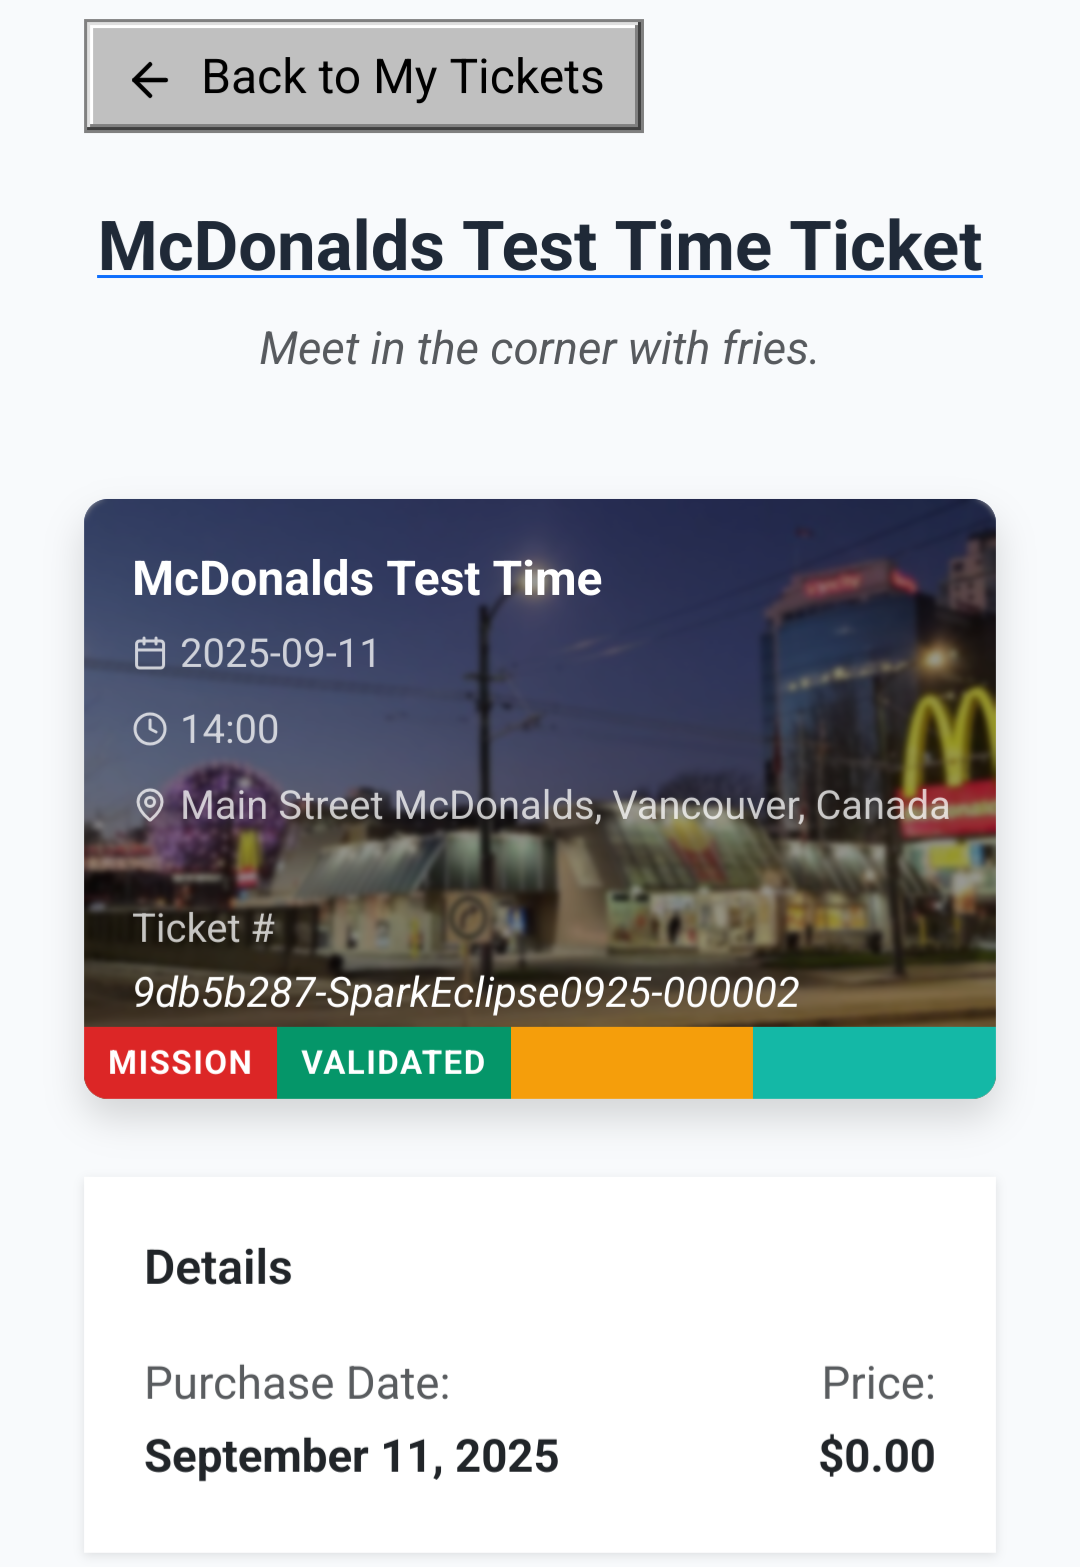 Back to My Tickets
McDonalds Test Time Ticket
Meet in the corner with fries.
McDonalds Test Time
2025-09-11
14:00
Main Street McDonalds, Vancouver, Canada
Ticket #
9db5b287-SparkEclipse0925-000002
MISSION VALIDATED
Details
Purchase Date: Price:
September 11, 2025 $0.00